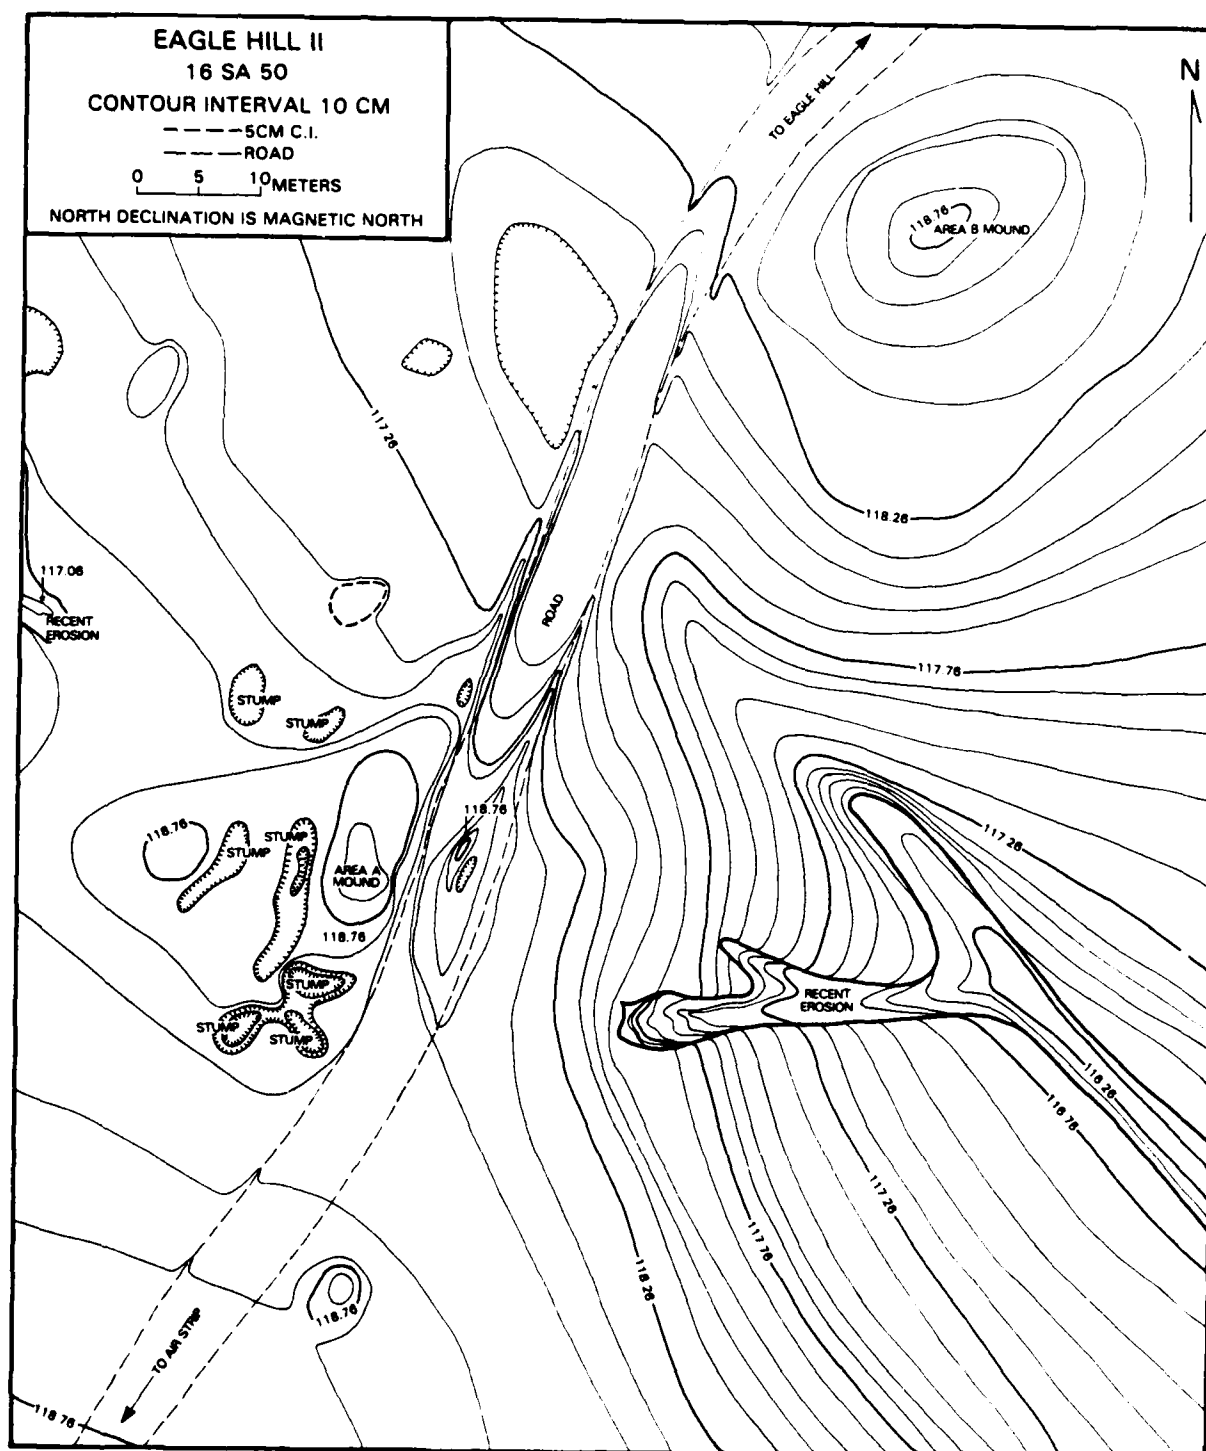 EAGLE HILL II
16 SA 50
CONTOUR INTERVAL 10 CM
5CM C.I.
ROAD
0 5 10 METERS
NORTH DECLINATION IS MAGNETIC NORTH
TO EAGLE HILL
N
118.76
AREA B MOUND
117.26
118.26
117.06
RECENT
EROSION
ROAD
117.76
STUMP
STUMP
118.76
118.76
STUMP
STUMP
117.26
AREA A
MOUND
118.76
STUMP
RECENT
EROSION
STUMP
STUMP
116.26
116.76
117.26
117.76
118.26
118.76
TO AIR STRIP
118.76